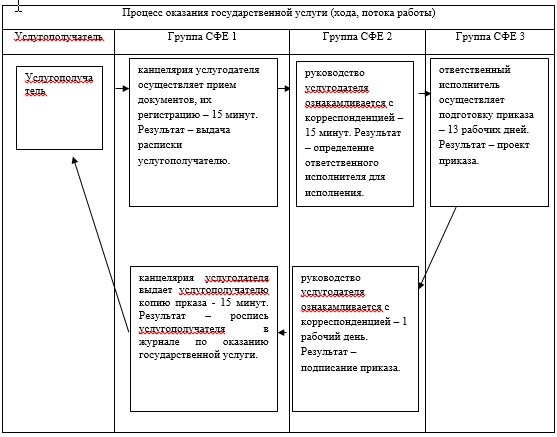 Процесс оказания государственной услуги (хода, потока работы)
Услугополучатель
Группа СФЕ 1
Группа СФЕ 2
Группа СФЕ 3
Услугополуча
тель
канцелярия услугодателя
осуществляет прием
документов, их
регистрацию – 15 минут.
Результат – выдача
расписки
услугополучателю.
руководство
услугодателя
ознакамливается с
корреспонденцией –
15 минут. Результат
– определение
ответственного
исполнителя для
исполнения.
ответственный
исполнитель
осуществляет
подготовку приказа
– 13 рабочих дней.
Результат – проект
приказа.
канцелярия услугодателя
выдает услугополучателю
копию прказа - 15 минут.
Результат – роспись
услугополучателя в
журнале по оказанию
государственной услуги.
руководство
услугодателя
ознакамливается с
корреспонденцией – 1
рабочий день.
Результат –
подписание приказа.